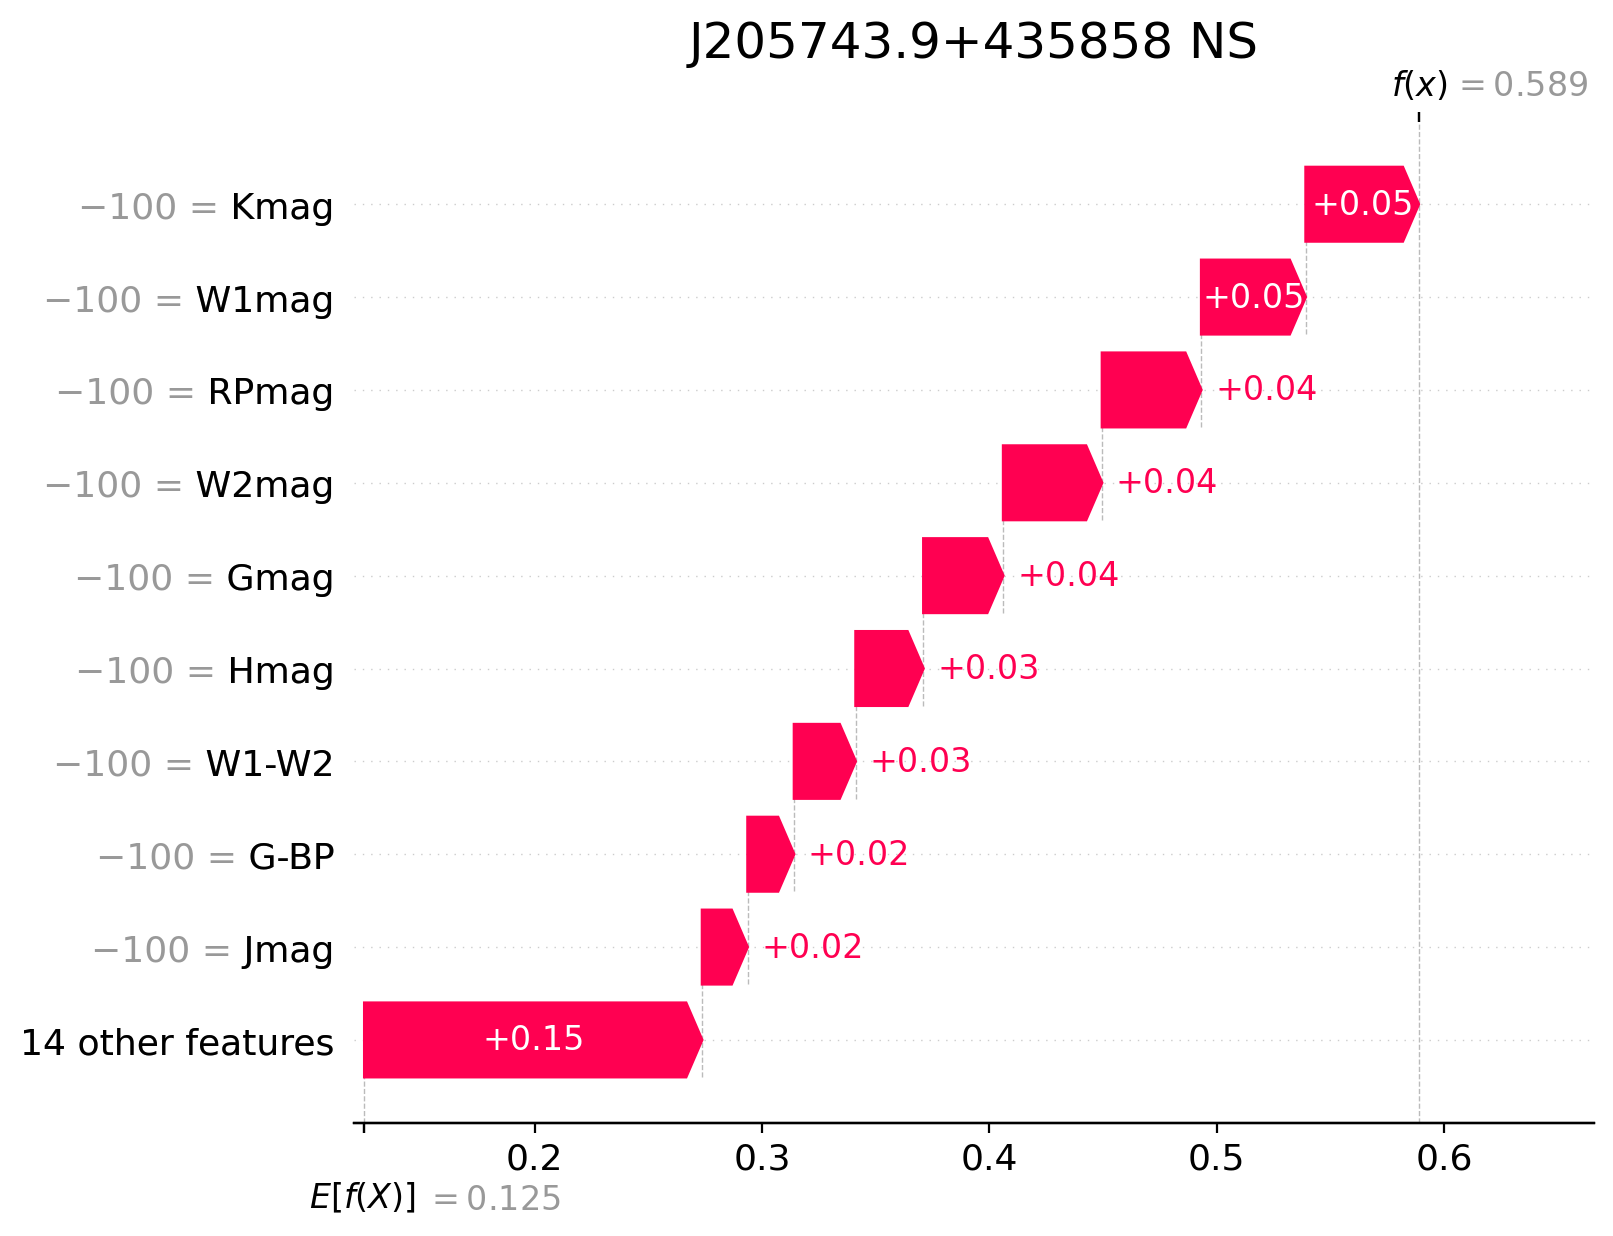 J205743.9+435858 NS
f(x) = 0.589
−100 = Kmag
+0.05
−100 = W1mag
+0.05
−100 = RPmag
+0.04
−100 = W2mag
+0.04
−100 = Gmag
+0.04
−100 = Hmag
+0.03
−100 = W1-W2
+0.03
−100 = G-BP
+0.02
−100 = Jmag
+0.02
14 other features
+0.15
0.2 0.3 0.4 0.5 0.6
E[f(X)] = 0.125